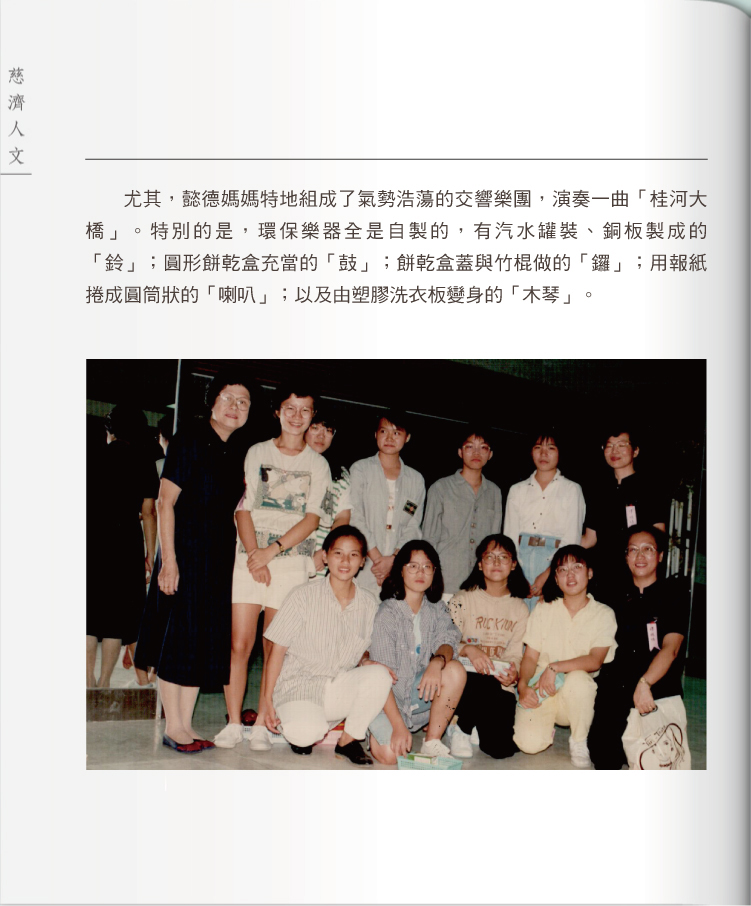 慈濟人文
尤其，懿德媽媽特地組成了氣勢浩蕩的交響樂團，演奏一曲「桂河大
橋」。特別的是，環保樂器全是自製的，有汽水罐裝、銅板製成的
「鈴」；圓形餅乾盒充當的「鼓」；餅乾盒蓋與竹棍做的「鑼」；用報紙
捲成圓筒狀的「喇叭」；以及由塑膠洗衣板變身的「木琴」。